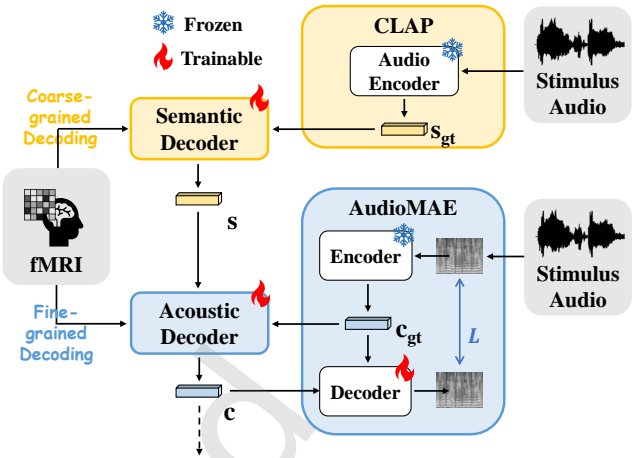 Frozen
Trainable
CLAP
Audio
Encoder
s_gt
Stimulus
Audio
Coarse-
grained
Decoding
Semantic
Decoder
s
fMRI
Fine-
grained
Decoding
Acoustic
Decoder
c
AudioMAE
Encoder
c_gt
Decoder
L
Stimulus
Audio